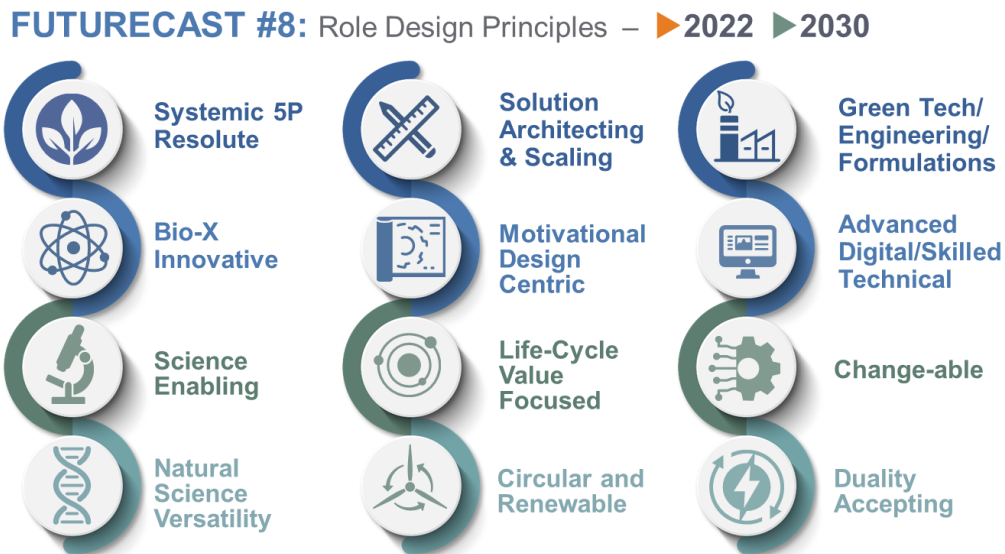 FUTURECAST #8: Role Design Principles – ▶2022 ▶2030
Systemic 5P
Resolute
Solution
Architecting
& Scaling
Green Tech/
Engineering/
Formulations
Bio-X
Innovative
Motivational
Design
Centric
Advanced
Digital/Skilled
Technical
Science
Enabling
Life-Cycle
Value
Focused
Change-able
Natural
Science
Versatility
Circular and
Renewable
Duality
Accepting